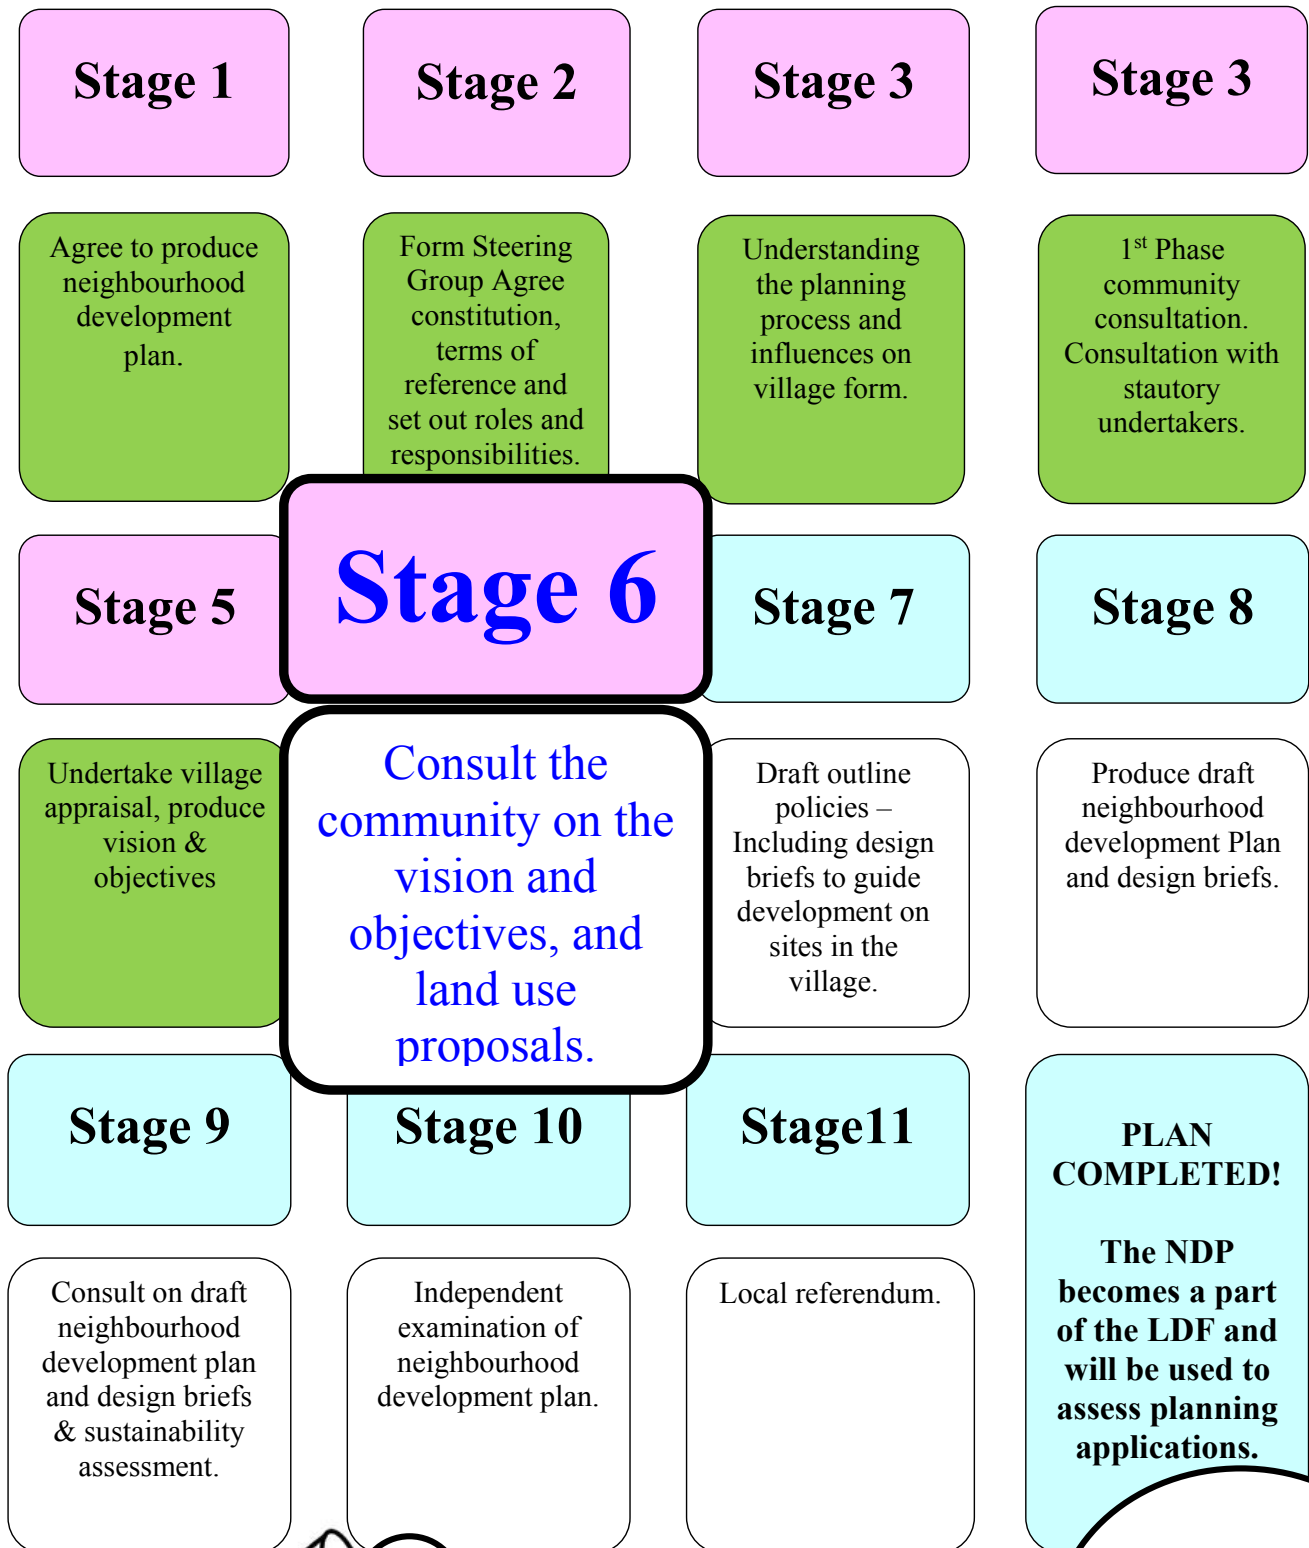 Stage 1
Stage 2
Stage 3
Stage 3
Agree to produce
neighbourhood
development
plan.
Form Steering
Group Agree
constitution,
terms of
reference and
set out roles and
responsibilities.
Understanding
the planning
process and
influences on
village form.
1st Phase
community
consultation.
Consultation with
stautory
undertakers.
Stage 5
Stage 6
Stage 7
Stage 8
Undertake village
appraisal, produce
vision &
objectives
Consult the
community on the
vision and
objectives, and
land use
proposals.
Draft outline
policies –
Including design
briefs to guide
development on
sites in the
village.
Produce draft
neighbourhood
development Plan
and design briefs.
Stage 9
Stage 10
Stage11
PLAN
COMPLETED!
The NDP
becomes a part
of the LDF and
will be used to
assess planning
applications.
Consult on draft
neighbourhood
development plan
and design briefs
& sustainability
assessment.
Independent
examination of
neighbourhood
development plan.
Local referendum.